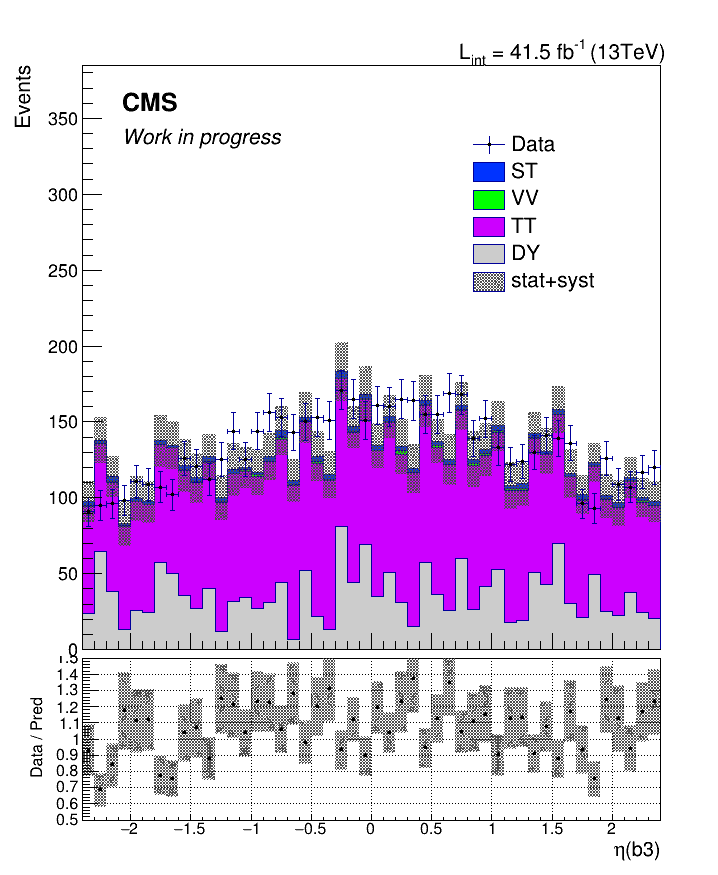 L_int = 41.5 fb^-1 (13TeV)
Events
CMS
Work in progress
350
300
250
200
150
100
50
0
Data
ST
VV
TT
DY
stat+syst
Data / Pred
1.5
1.4
1.3
1.2
1.1
1
0.9
0.8
0.7
0.6
0.5
−2 −1.5 −1 −0.5 0 0.5 1 1.5 2
η(b3)